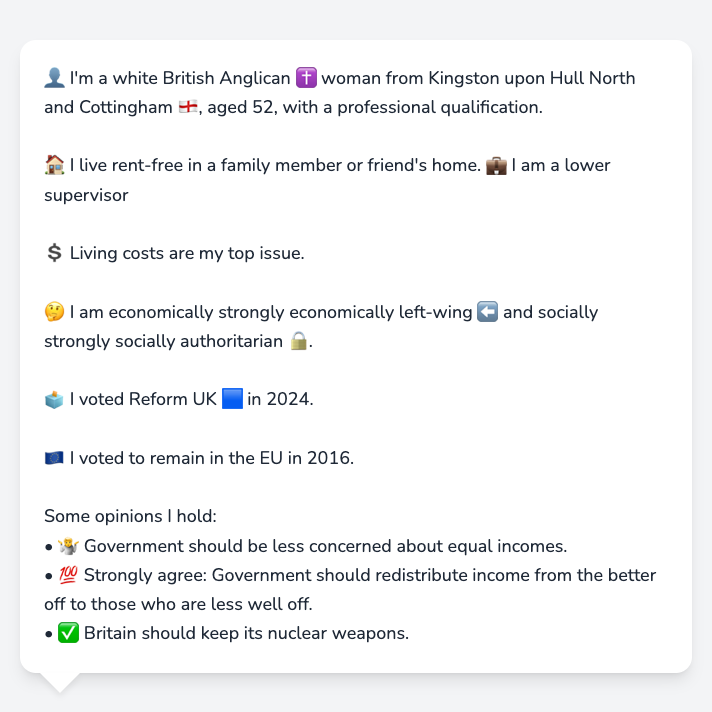 👤 I'm a white British Anglican ✝️ woman from Kingston upon Hull North
and Cottingham 🏴󠁧󠁢󠁥󠁮󠁧󠁿, aged 52, with a professional qualification.
🏠 I live rent-free in a family member or friend's home. 💼 I am a lower
supervisor
💲 Living costs are my top issue.
🤔 I am economically strongly economically left-wing ⬅️ and socially
strongly socially authoritarian 🔒.
🗳️ I voted Reform UK 🟦 in 2024.
🇪🇺 I voted to remain in the EU in 2016.
Some opinions I hold:
• 🤷 Government should be less concerned about equal incomes.
• 💯 Strongly agree: Government should redistribute income from the better
off to those who are less well off.
• ✅ Britain should keep its nuclear weapons.